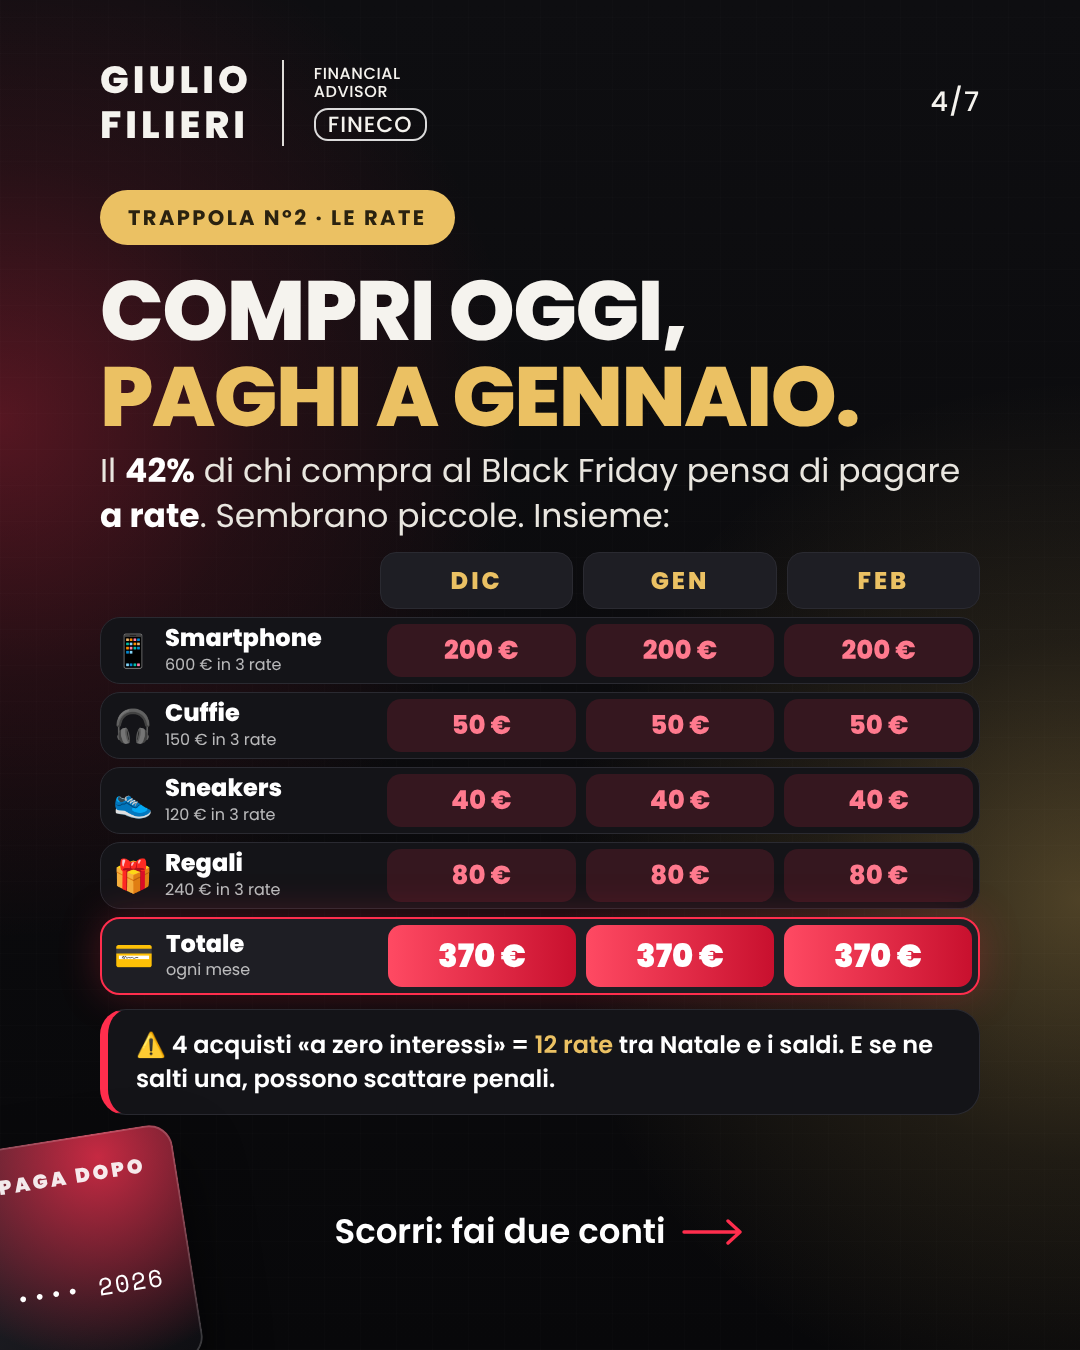 GIULIO
FILIERI
FINANCIAL
ADVISOR
FINECO
4/7
TRAPPOLA N°2 · LE RATE
COMPRI OGGI,
PAGHI A GENNAIO.
Il 42% di chi compra al Black Friday pensa di pagare
a rate. Sembrano piccole. Insieme:
DIC GEN FEB
Smartphone
600 € in 3 rate
200 € 200 € 200 €
Cuffie
150 € in 3 rate
50 € 50 € 50 €
Sneakers
120 € in 3 rate
40 € 40 € 40 €
Regali
240 € in 3 rate
80 € 80 € 80 €
Totale
ogni mese
370 € 370 € 370 €
⚠️ 4 acquisti «a zero interessi» = 12 rate tra Natale e i saldi. E se ne
salti una, possono scattare penali.
PAGA DOPO
•••• 2026
Scorri: fai due conti →